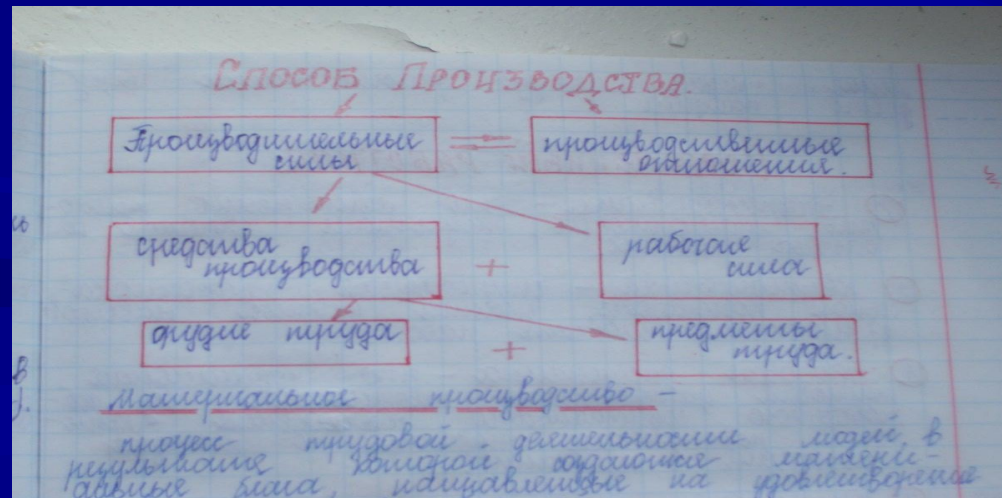 Способ Производства.
Производительные силы
производственные отношения.
средства производства
+
рабочая сила
орудие труда
+
предметы труда.
Материальное производство -
процесс трудовой деятельности людей, в
результате которой создаются матери-
альные блага, направленные на удовлетворение